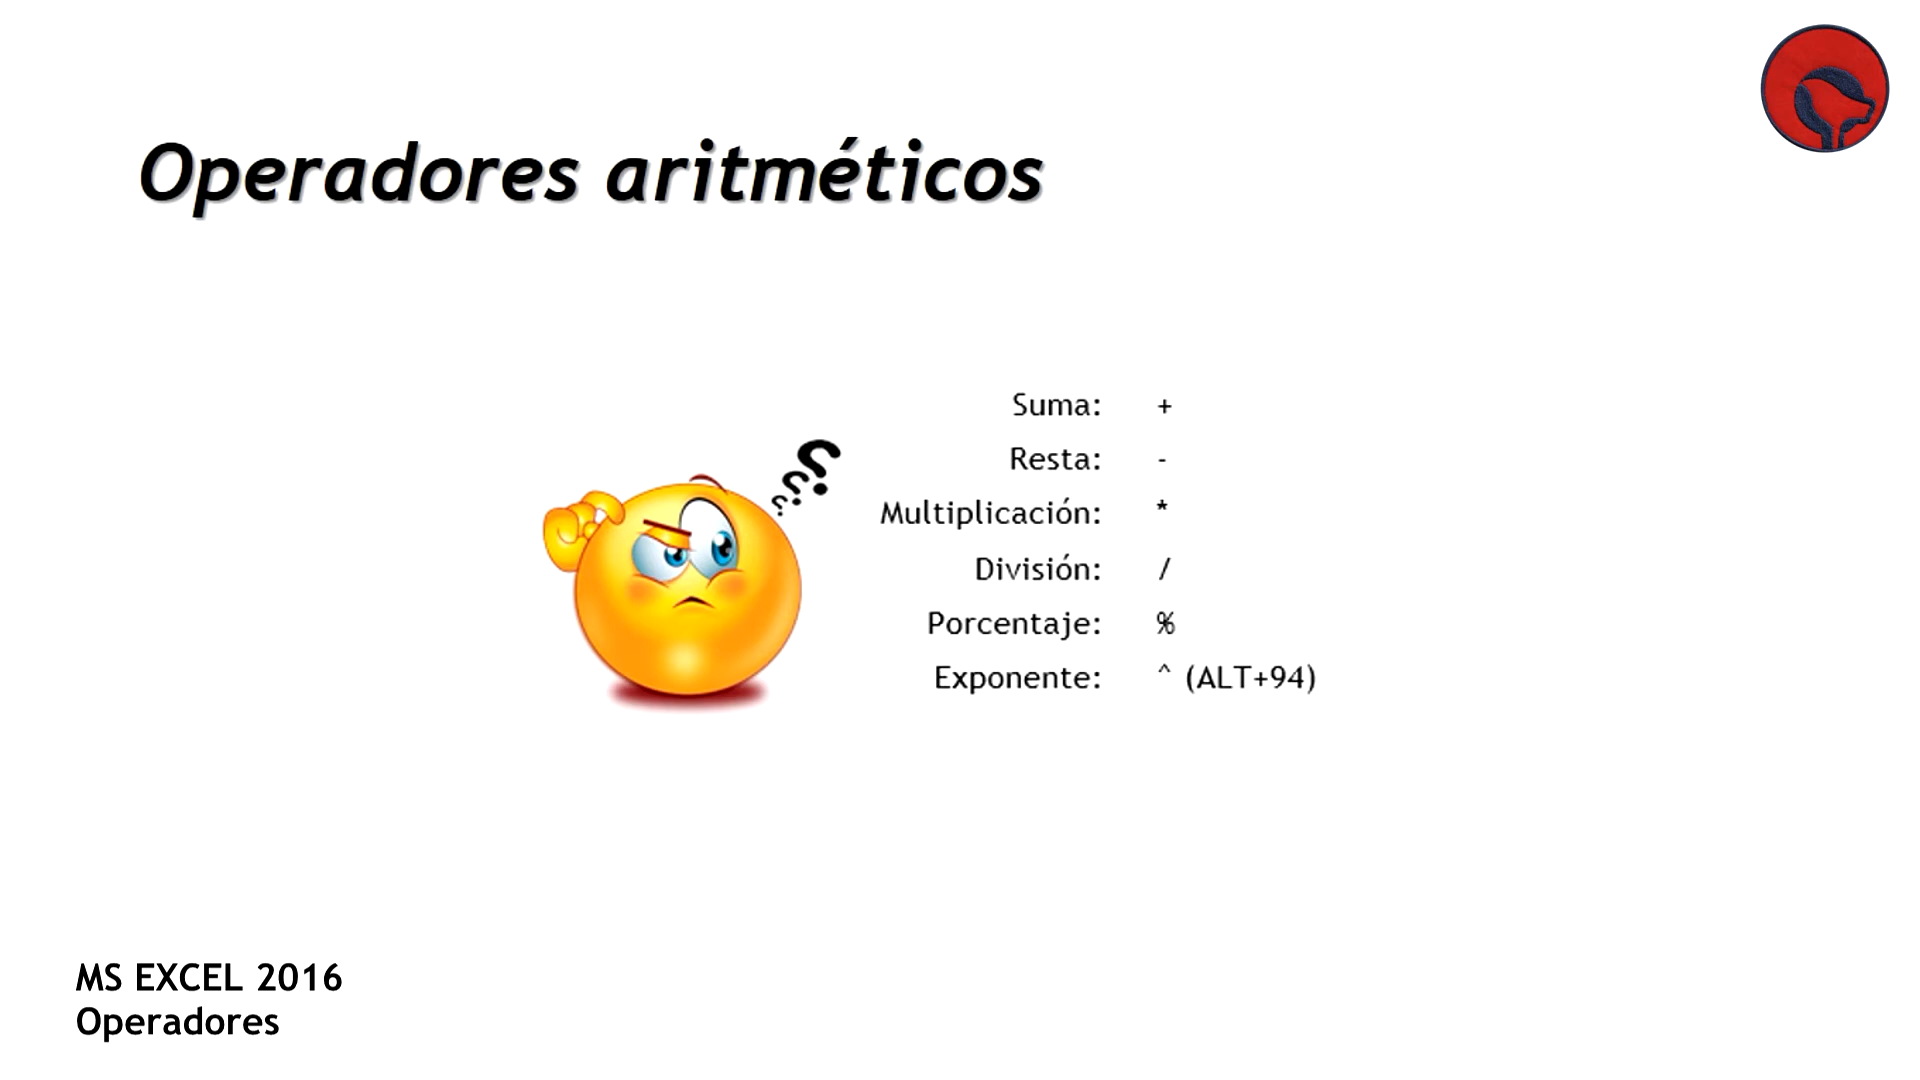 Operadores aritméticos
Suma: +
Resta: -
Multiplicación: *
División: /
Porcentaje: %
Exponente: ^ (ALT+94)
¿¿¿
MS EXCEL 2016
Operadores